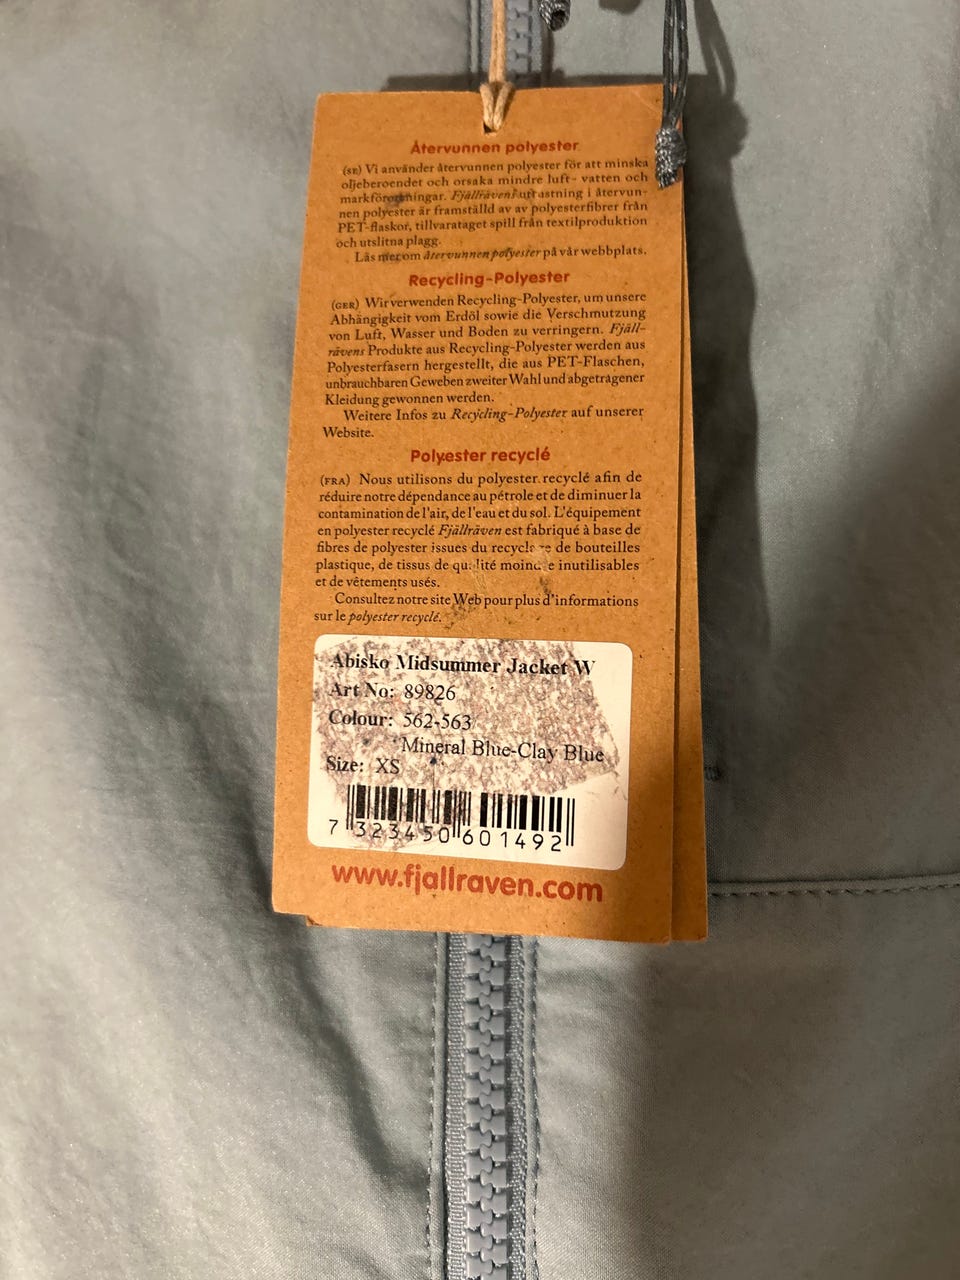 Återvunnen polyester
(SE) Vi använder återvunnen polyester för att minska
oljeberoendet och orsaka mindre luft- vatten och
markföroreningar. Fjällrävens utrustning i återvun-
nen polyester är framställd av av polyesterfibrer från
PET-flaskor, tillvarataget spill från textilproduktion
och utslitna plagg.
Läs mer om återvunnen polyester på vår webbplats.
Recycling-Polyester
(GER) Wir verwenden Recycling-Polyester, um unsere
Abhängigkeit vom Erdöl sowie die Verschmutzung
von Luft, Wasser und Boden zu verringern. Fjäll-
rävens Produkte aus Recycling-Polyester werden aus
Polyesterfasern hergestellt, die aus PET-Flaschen,
unbrauchbaren Geweben zweiter Wahl und abgetragener
Kleidung gewonnen werden.
Weitere Infos zu Recycling-Polyester auf unserer
Website.
Polyester recyclé
(FRA) Nous utilisons du polyester recyclé afin de
réduire notre dépendance au pétrole et de diminuer la
contamination de l'air, de l'eau et du sol. L'équipement
en polyester recyclé Fjällräven est fabriqué à base de
fibres de polyester issues du recyclage de bouteilles
plastique, de tissus de qualité moindre inutilisables
et de vêtements usés.
Consultez notre site Web pour plus d'informations
sur le polyester recyclé.
Abisko Midsummer Jacket W
Art No: 89826
Colour: 562-563
Mineral Blue-Clay Blue
Size: XS
7 323450 601492
www.fjallraven.com